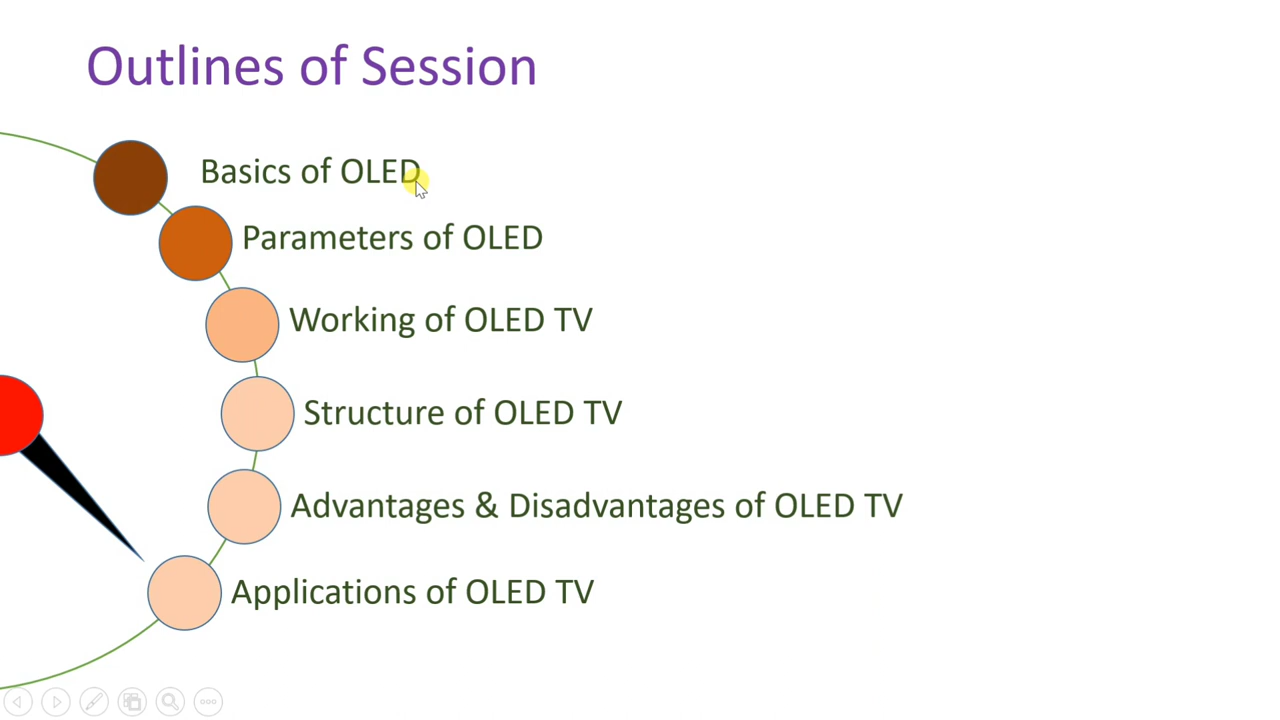 Outlines of Session
Basics of OLED
Parameters of OLED
Working of OLED TV
Structure of OLED TV
Advantages & Disadvantages of OLED TV
Applications of OLED TV